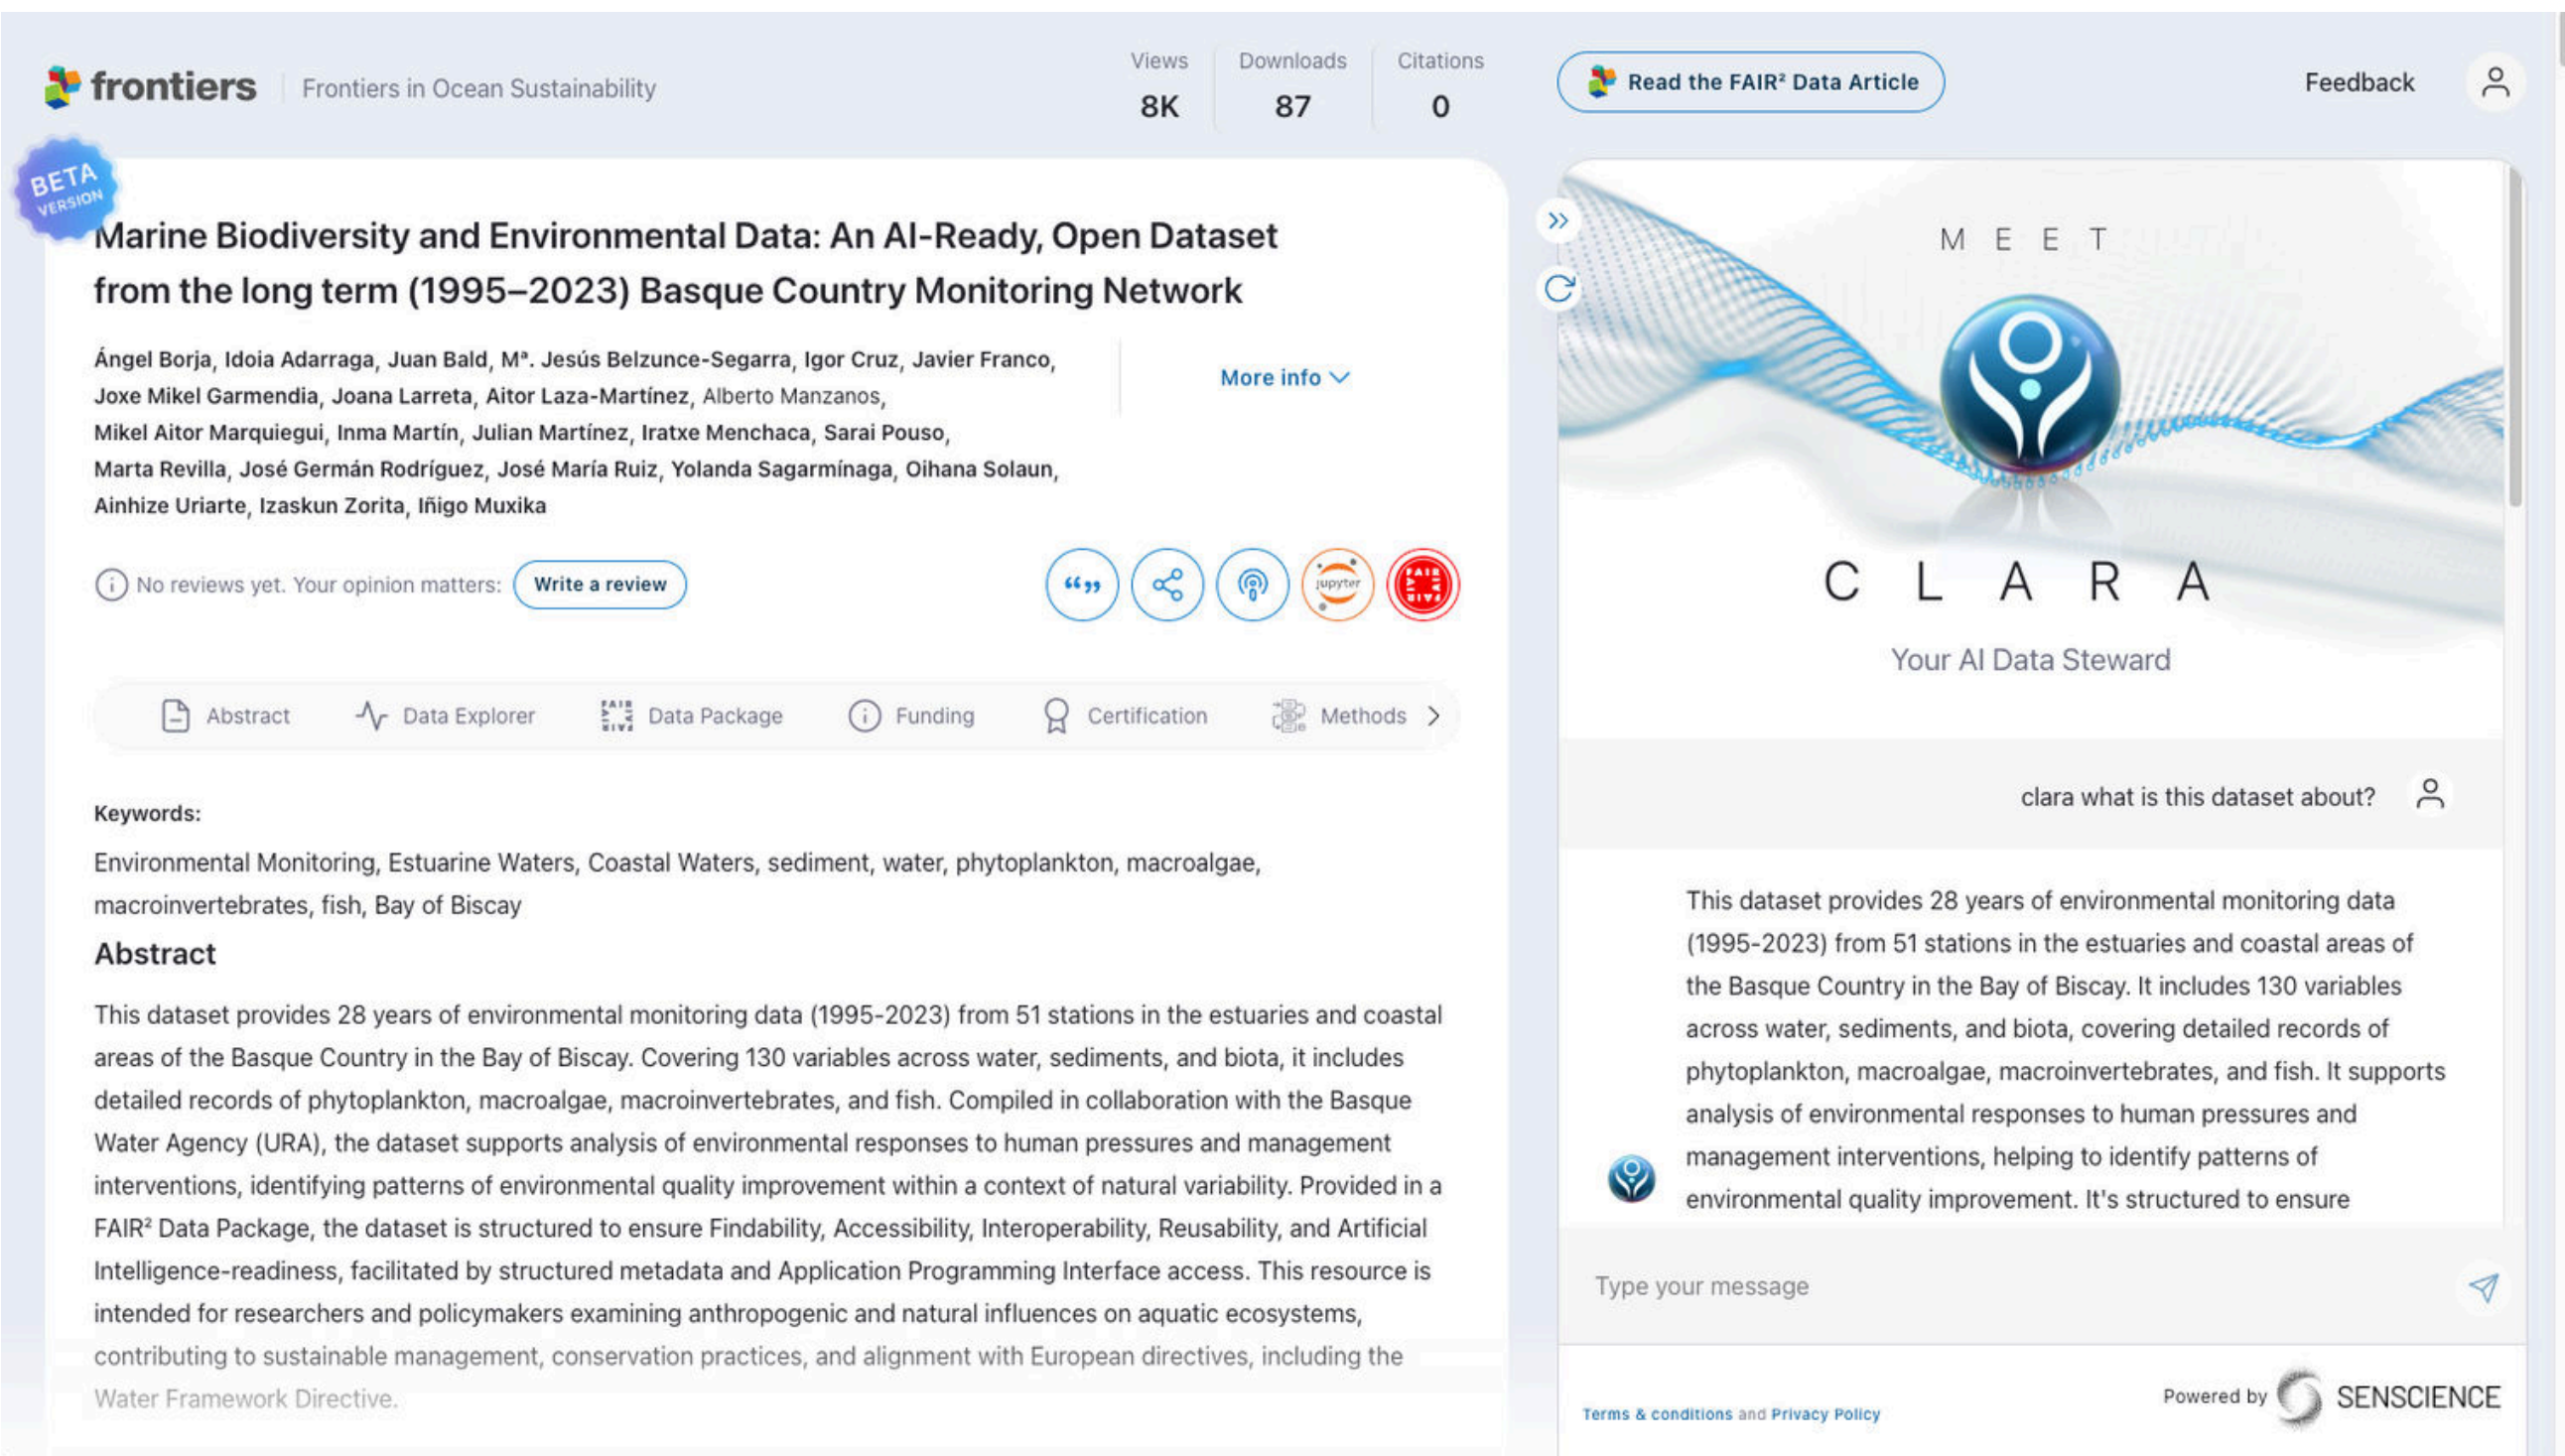 frontiers
Frontiers in Ocean Sustainability
Views
8K
Downloads
87
Citations
0
Read the FAIR² Data Article
Feedback
BETA
VERSION
Marine Biodiversity and Environmental Data: An AI-Ready, Open Dataset
from the long term (1995–2023) Basque Country Monitoring Network
Ángel Borja, Idoia Adarraga, Juan Bald, Mª. Jesús Belzunce-Segarra, Igor Cruz, Javier Franco,
Joxe Mikel Garmendia, Joana Larreta, Aitor Laza-Martínez, Alberto Manzanos,
Mikel Aitor Marquiegui, Inma Martín, Julian Martínez, Iratxe Menchaca, Sarai Pouso,
Marta Revilla, José Germán Rodríguez, José María Ruiz, Yolanda Sagarmínaga, Oihana Solaun,
Ainhize Uriarte, Izaskun Zorita, Iñigo Muxika
More info
No reviews yet. Your opinion matters:
Write a review
jupyter
FAIR
Abstract
Data Explorer
FAIR
Data Package
Funding
Certification
Methods
Keywords:
Environmental Monitoring, Estuarine Waters, Coastal Waters, sediment, water, phytoplankton, macroalgae,
macroinvertebrates, fish, Bay of Biscay
Abstract
This dataset provides 28 years of environmental monitoring data (1995-2023) from 51 stations in the estuaries and coastal
areas of the Basque Country in the Bay of Biscay. Covering 130 variables across water, sediments, and biota, it includes
detailed records of phytoplankton, macroalgae, macroinvertebrates, and fish. Compiled in collaboration with the Basque
Water Agency (URA), the dataset supports analysis of environmental responses to human pressures and management
interventions, identifying patterns of environmental quality improvement within a context of natural variability. Provided in a
FAIR² Data Package, the dataset is structured to ensure Findability, Accessibility, Interoperability, Reusability, and Artificial
Intelligence-readiness, facilitated by structured metadata and Application Programming Interface access. This resource is
intended for researchers and policymakers examining anthropogenic and natural influences on aquatic ecosystems,
contributing to sustainable management, conservation practices, and alignment with European directives, including the
Water Framework Directive.
MEET
CLARA
Your AI Data Steward
clara what is this dataset about?
This dataset provides 28 years of environmental monitoring data
(1995-2023) from 51 stations in the estuaries and coastal areas of
the Basque Country in the Bay of Biscay. It includes 130 variables
across water, sediments, and biota, covering detailed records of
phytoplankton, macroalgae, macroinvertebrates, and fish. It supports
analysis of environmental responses to human pressures and
management interventions, helping to identify patterns of
environmental quality improvement. It's structured to ensure
Type your message
Terms & conditions and Privacy Policy
Powered by
SENSCIENCE